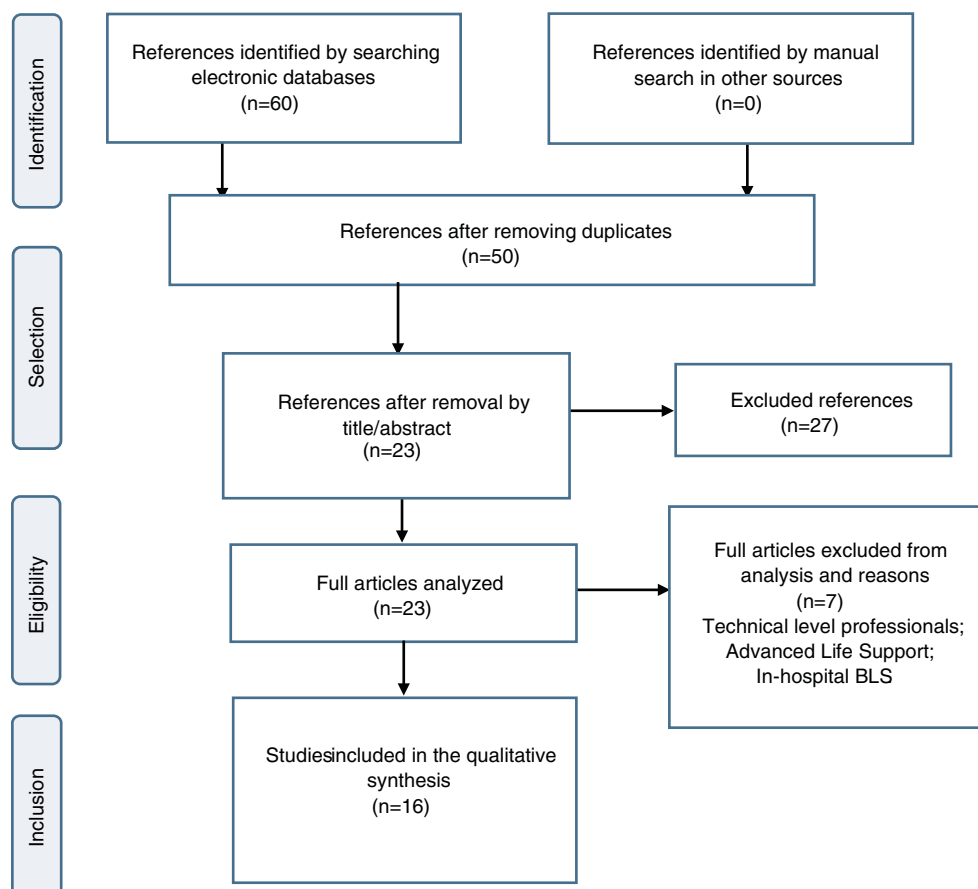 Identification
References identified by searching
electronic databases
(n=60)
References identified by manual
search in other sources
(n=0)
Selection
References after removing duplicates
(n=50)
References after removal by
title/abstract
(n=23)
Excluded references
(n=27)
Eligibility
Full articles analyzed
(n=23)
Full articles excluded from
analysis and reasons
(n=7)
Technical level professionals;
Advanced Life Support;
In-hospital BLS
Inclusion
Studiesincluded in the qualitative
synthesis
(n=16)